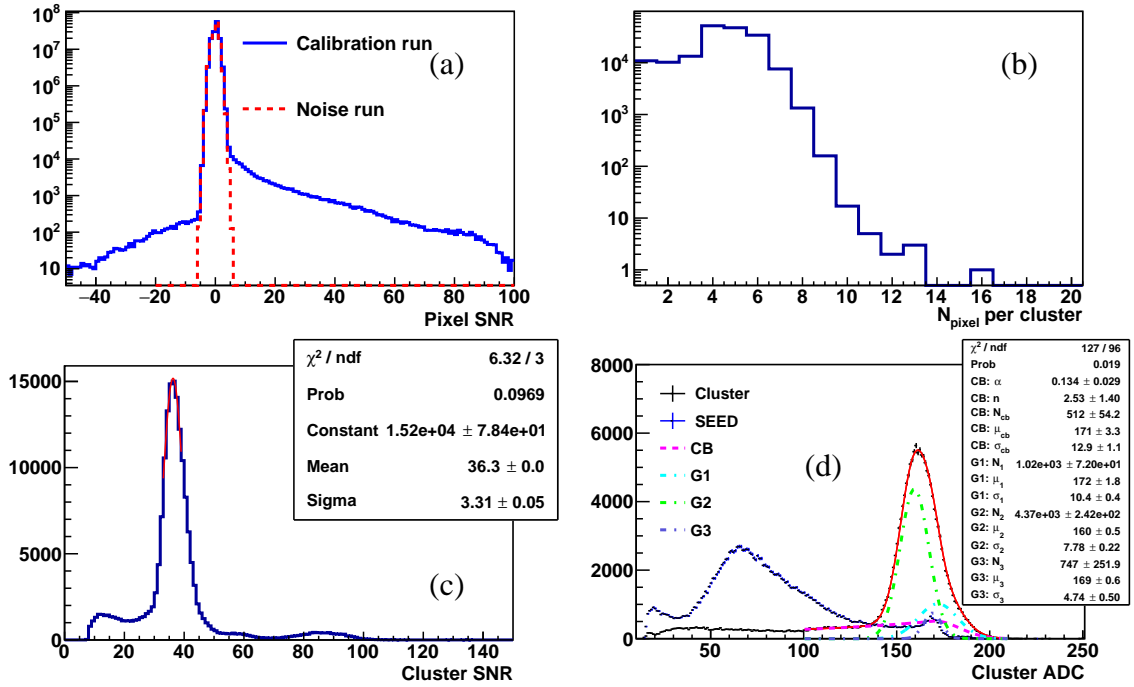 10^8
10^7
10^6
10^5
10^4
10^3
10^2
10
Calibration run
Noise run
(a)
−40 −20 0 20 40 60 80 100
Pixel SNR
10^4
10^3
10^2
10
1
(b)
2 4 6 8 10 12 14 16 18 20
N_pixel per cluster
15000
10000
5000
0
χ² / ndf 6.32 / 3
Prob 0.0969
Constant 1.52e+04 ± 7.84e+01
Mean 36.3 ± 0.0
Sigma 3.31 ± 0.05
(c)
0 20 40 60 80 100 120 140
Cluster SNR
8000
6000
4000
2000
0
Cluster
SEED
CB
G1
G2
G3
(d)
χ² / ndf 127 / 96
Prob 0.019
CB: α 0.134 ± 0.029
CB: n 2.53 ± 1.40
CB: N_cb 512 ± 54.2
CB: μ_cb 171 ± 3.3
CB: σ_cb 12.9 ± 1.1
G1: N_1 1.02e+03 ± 7.20e+01
G1: μ_1 172 ± 1.8
G1: σ_1 10.4 ± 0.4
G2: N_2 4.37e+03 ± 2.42e+02
G2: μ_2 160 ± 0.5
G2: σ_2 7.78 ± 0.22
G3: N_3 747 ± 251.9
G3: μ_3 169 ± 0.6
G3: σ_3 4.74 ± 0.50
50 100 150 200 250
Cluster ADC